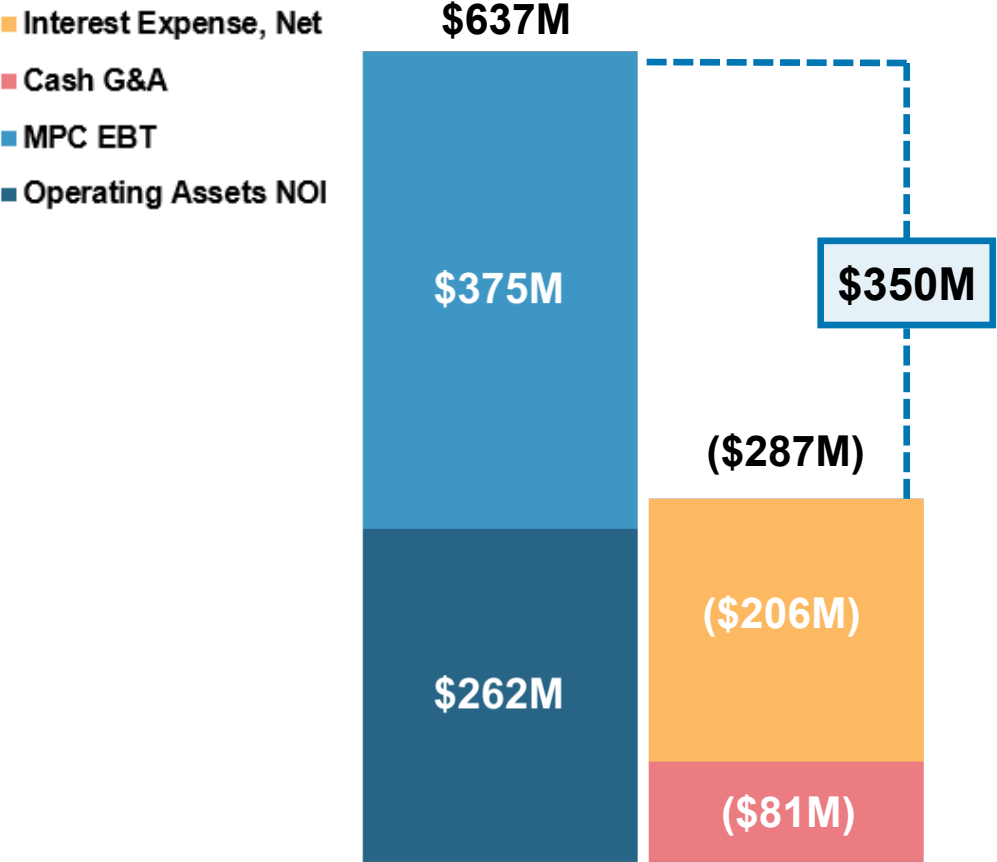 Interest Expense, Net
Cash G&A
MPC EBT
Operating Assets NOI
$637M
$375M
$262M
$350M
($287M)
($206M)
($81M)